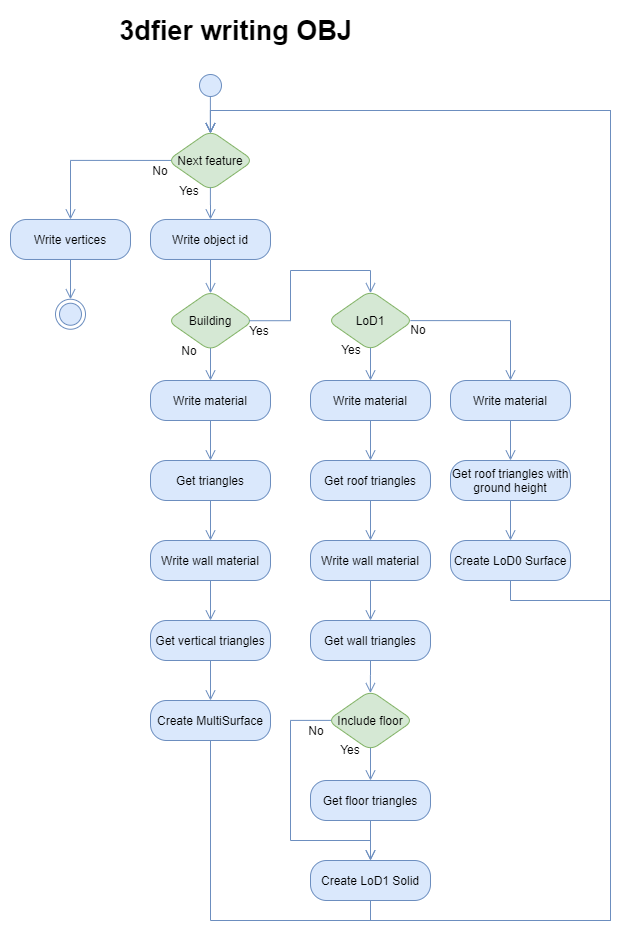 3dfier writing OBJ
Next feature
No
Yes
Write vertices
Write object id
Building
Yes
No
LoD1
No
Yes
Write material
Write material
Write material
Get triangles
Get roof triangles
Get roof triangles with
ground height
Write wall material
Write wall material
Create LoD0 Surface
Get vertical triangles
Get wall triangles
Create MultiSurface
Include floor
No
Yes
Get floor triangles
Create LoD1 Solid